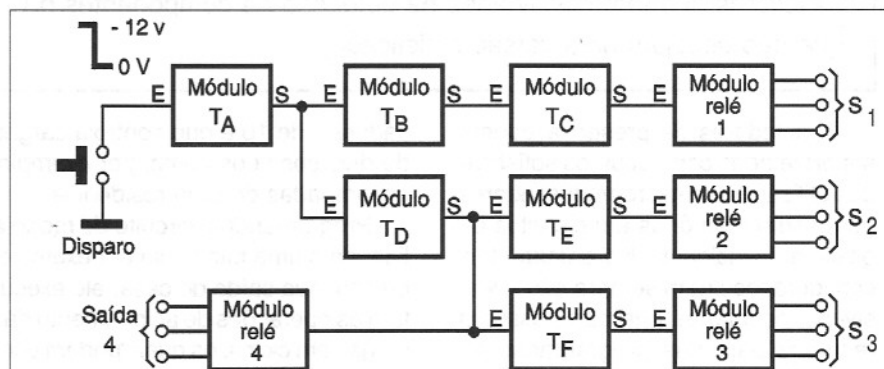 - 12 v
0 V
E Módulo TA S
E Módulo TB S
E Módulo TC S
E Módulo relé 1
S1
Disparo
Módulo TD S
Módulo TE S
E Módulo relé 2
S2
Saída 4
Módulo relé 4
Módulo TF S
E Módulo relé 3
S3